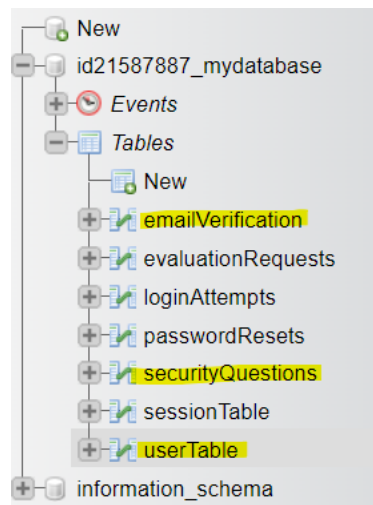 New
id21587887_mydatabase
Events
Tables
New
emailVerification
evaluationRequests
loginAttempts
passwordResets
securityQuestions
sessionTable
userTable
information_schema